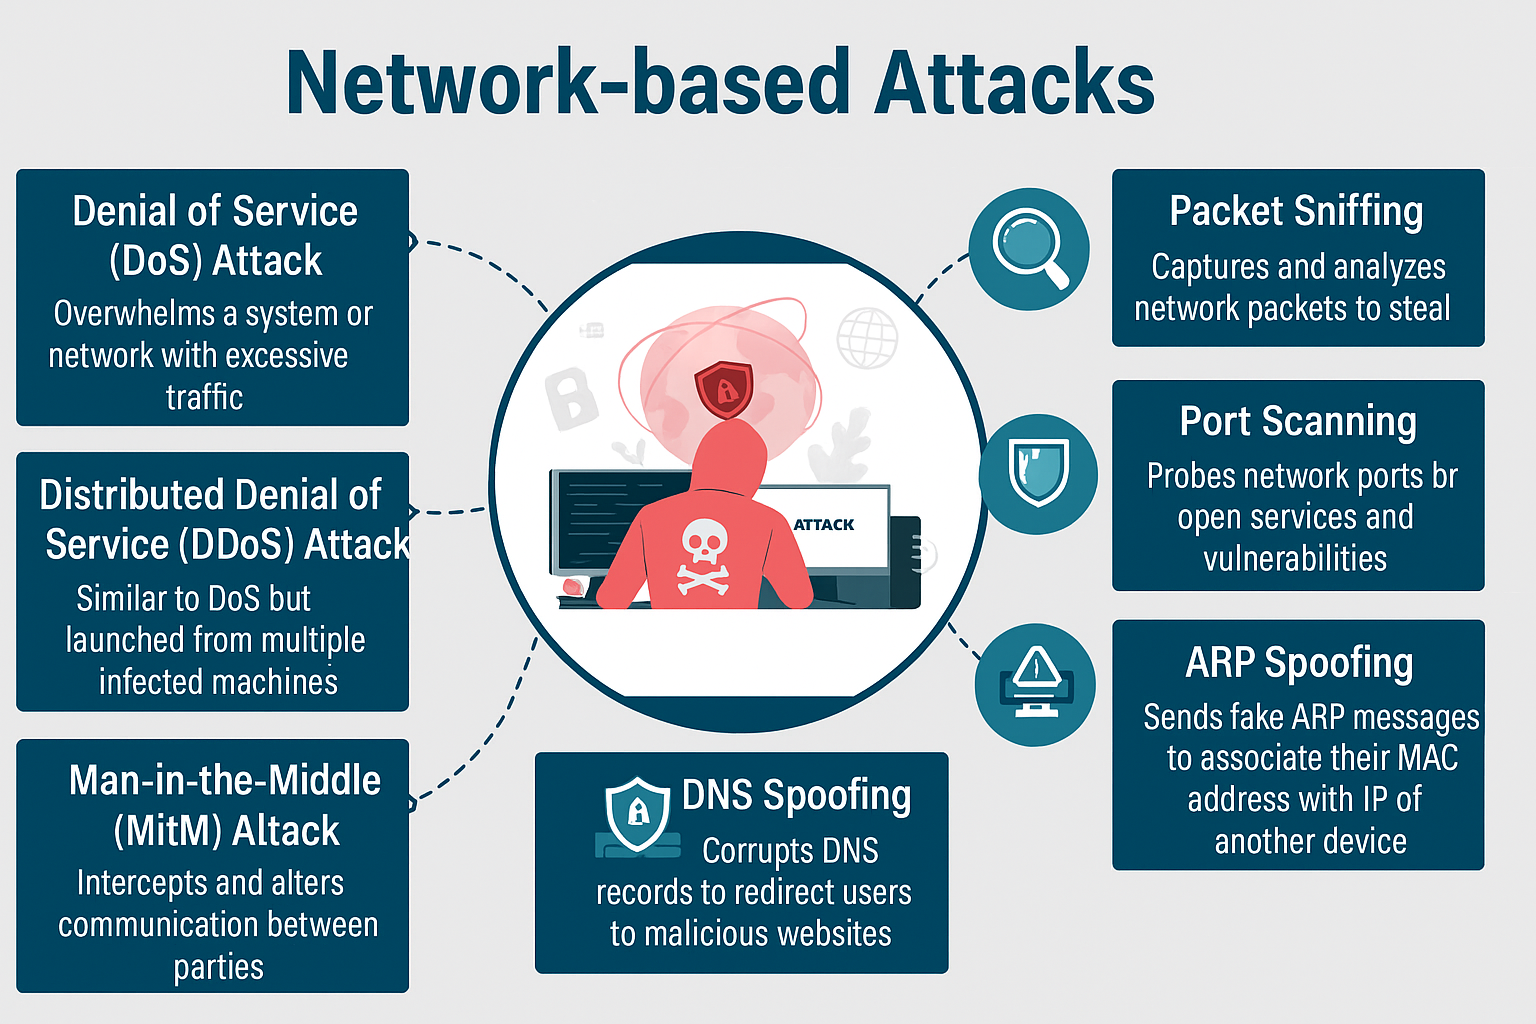 Network-based Attacks
Denial of Service
(DoS) Attack
Overwhelms a system or
network with excessive
traffic
Distributed Denial of
Service (DDoS) Attack
Similar to DoS but
launched from multiple
infected machines
Man-in-the-Middle
(MitM) Altack
Intercepts and alters
communication between
parties
ATTACK
DNS Spoofing
Corrupts DNS
records to redirect users
to malicious websites
Packet Sniffing
Captures and analyzes
network packets to steal
Port Scanning
Probes network ports br
open services and
vulnerabilities
ARP Spoofing
Sends fake ARP messages
to associate their MAC
address with IP of
another device